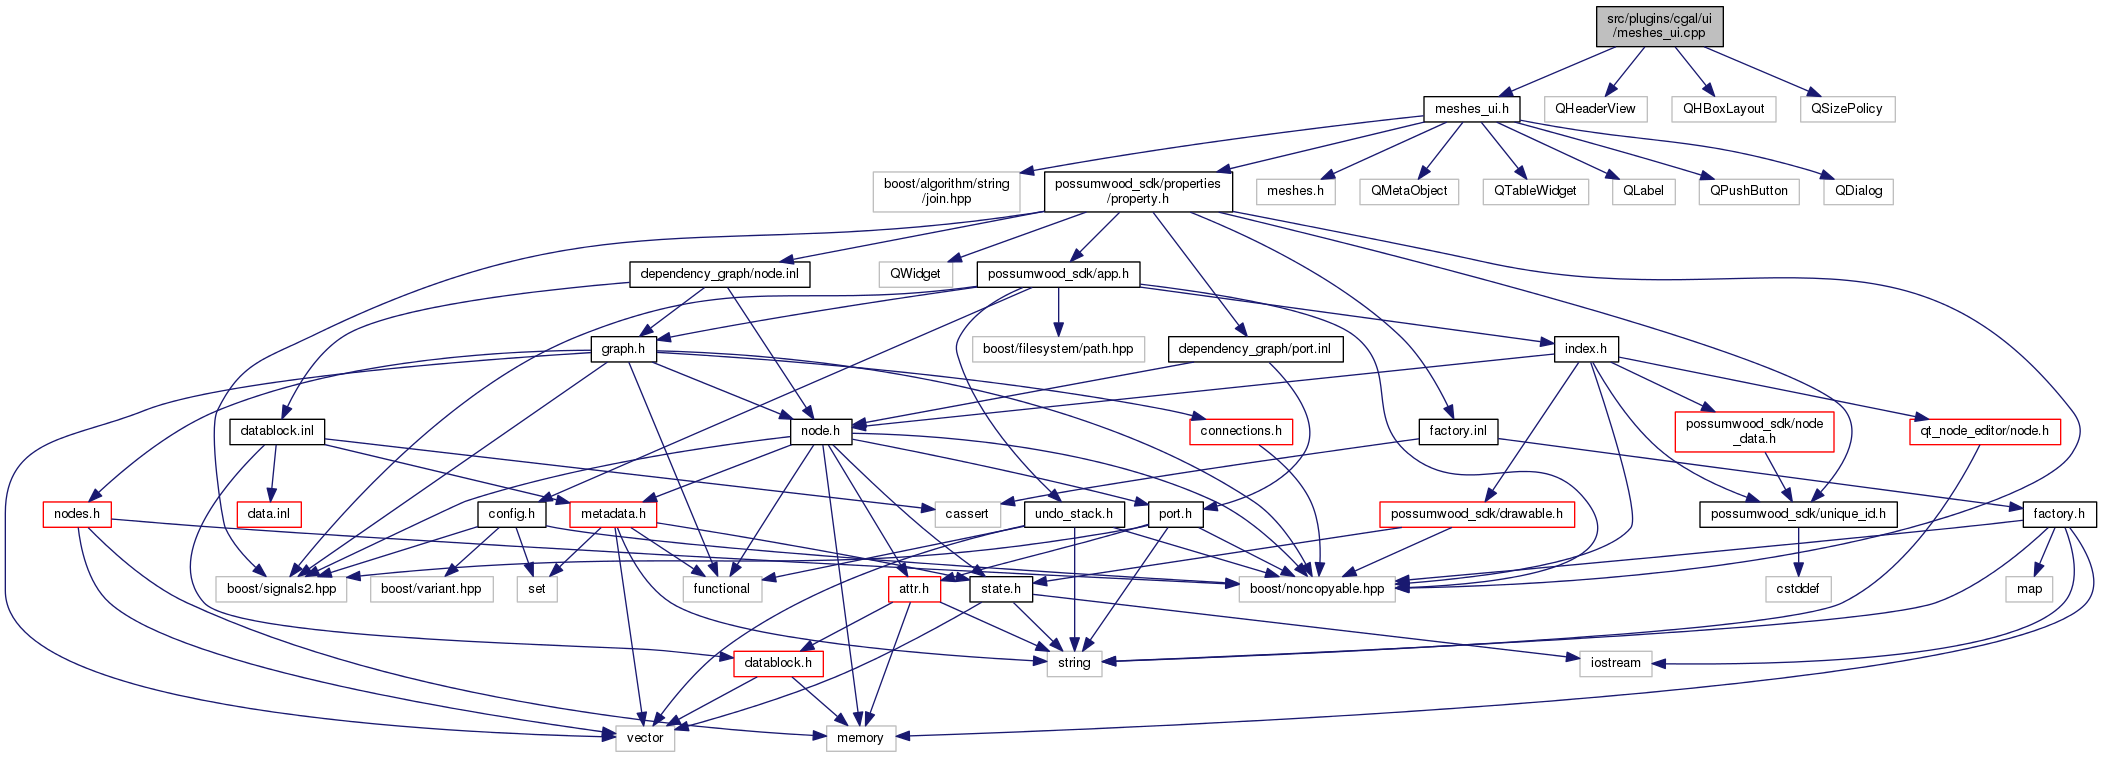 src/plugins/cgal/ui
/meshes_ui.cpp
meshes_ui.h
QHeaderView
QHBoxLayout
QSizePolicy
boost/algorithm/string
/join.hpp
possumwood_sdk/properties
/property.h
meshes.h
QMetaObject
QTableWidget
QLabel
QPushButton
QDialog
dependency_graph/node.inl
QWidget
possumwood_sdk/app.h
graph.h
boost/filesystem/path.hpp
dependency_graph/port.inl
index.h
datablock.inl
node.h
connections.h
factory.inl
possumwood_sdk/node
_data.h
qt_node_editor/node.h
nodes.h
data.inl
config.h
metadata.h
cassert
undo_stack.h
port.h
possumwood_sdk/drawable.h
possumwood_sdk/unique_id.h
factory.h
boost/signals2.hpp
boost/variant.hpp
set
functional
attr.h
state.h
boost/noncopyable.hpp
cstddef
map
datablock.h
string
iostream
vector
memory